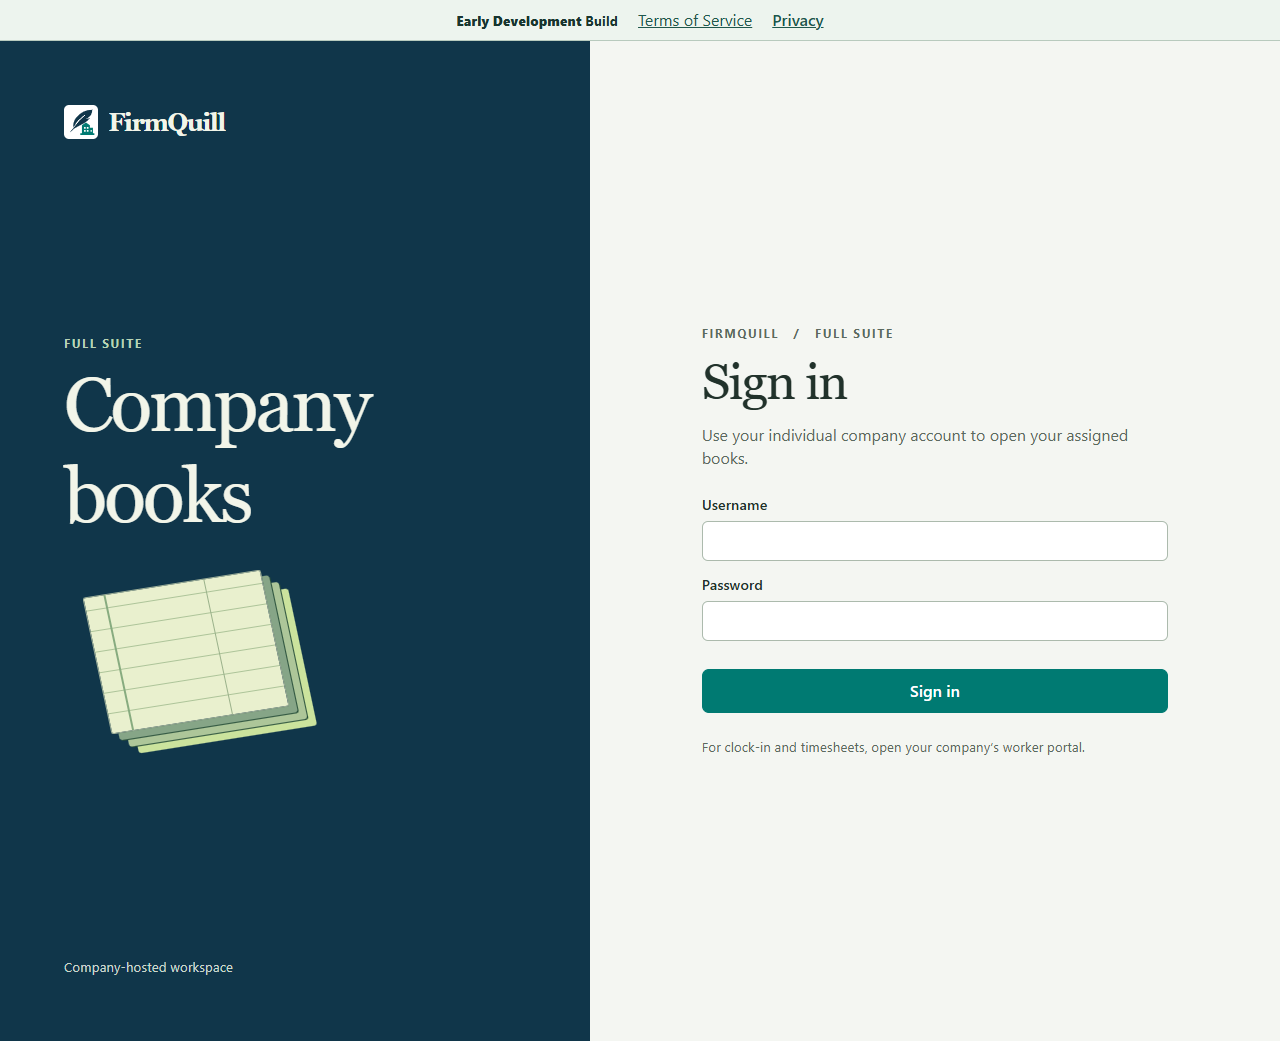 Early Development Build Terms of Service Privacy
FirmQuill
FULL SUITE
Company
books
Company-hosted workspace
FIRMQUILL / FULL SUITE
Sign in
Use your individual company account to open your assigned
books.
Username
Password
Sign in
For clock-in and timesheets, open your company's worker portal.